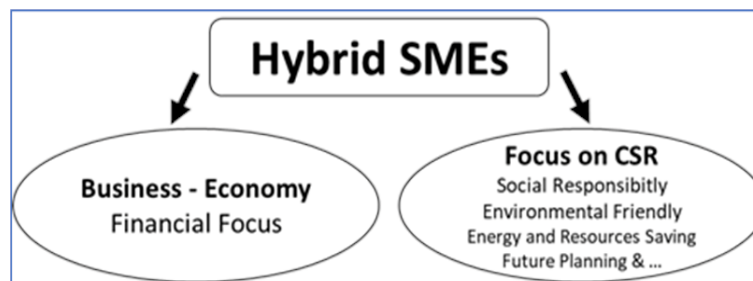 Hybrid SMEs
Business - Economy
Financial Focus
Focus on CSR
Social Responsibitly
Environmental Friendly
Energy and Resources Saving
Future Planning & ...